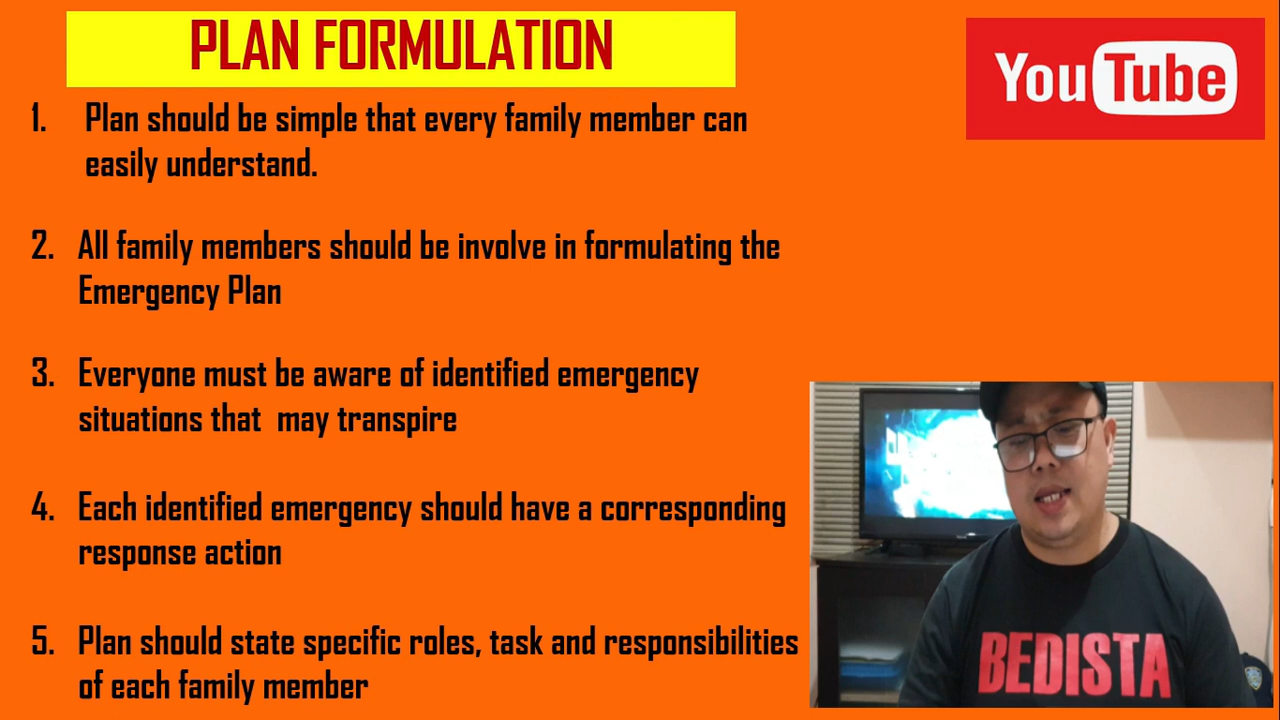 PLAN FORMULATION
YouTube
1. Plan should be simple that every family member can
easily understand.
2. All family members should be involve in formulating the
Emergency Plan
3. Everyone must be aware of identified emergency
situations that may transpire
4. Each identified emergency should have a corresponding
response action
5. Plan should state specific roles, task and responsibilities
of each family member
BEDISTA